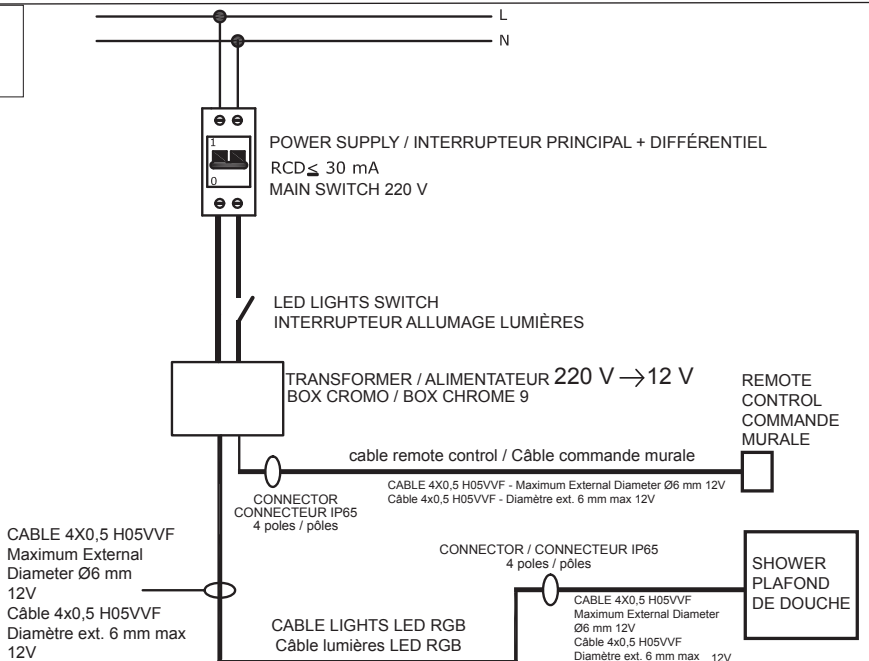 L
N
1
0
POWER SUPPLY / INTERRUPTEUR PRINCIPAL + DIFFÉRENTIEL
RCD≤ 30 mA
MAIN SWITCH 220 V
LED LIGHTS SWITCH
INTERRUPTEUR ALLUMAGE LUMIÈRES
TRANSFORMER / ALIMENTATEUR 220 V →12 V
BOX CROMO / BOX CHROME 9
REMOTE
CONTROL
COMMANDE
MURALE
cable remote control / Câble commande murale
CABLE 4X0,5 H05VVF - Maximum External Diameter Ø6 mm 12V
Câble 4x0,5 H05VVF - Diamètre ext. 6 mm max 12V
CONNECTOR
CONNECTEUR IP65
4 poles / pôles
CABLE 4X0,5 H05VVF
Maximum External
Diameter Ø6 mm
12V
Câble 4x0,5 H05VVF
Diamètre ext. 6 mm max
12V
CONNECTOR / CONNECTEUR IP65
4 poles / pôles
SHOWER
PLAFOND
DE DOUCHE
CABLE LIGHTS LED RGB
Câble lumières LED RGB
CABLE 4X0,5 H05VVF
Maximum External Diameter
Ø6 mm 12V
Câble 4x0,5 H05VVF
Diamètre ext. 6 mm max 12V